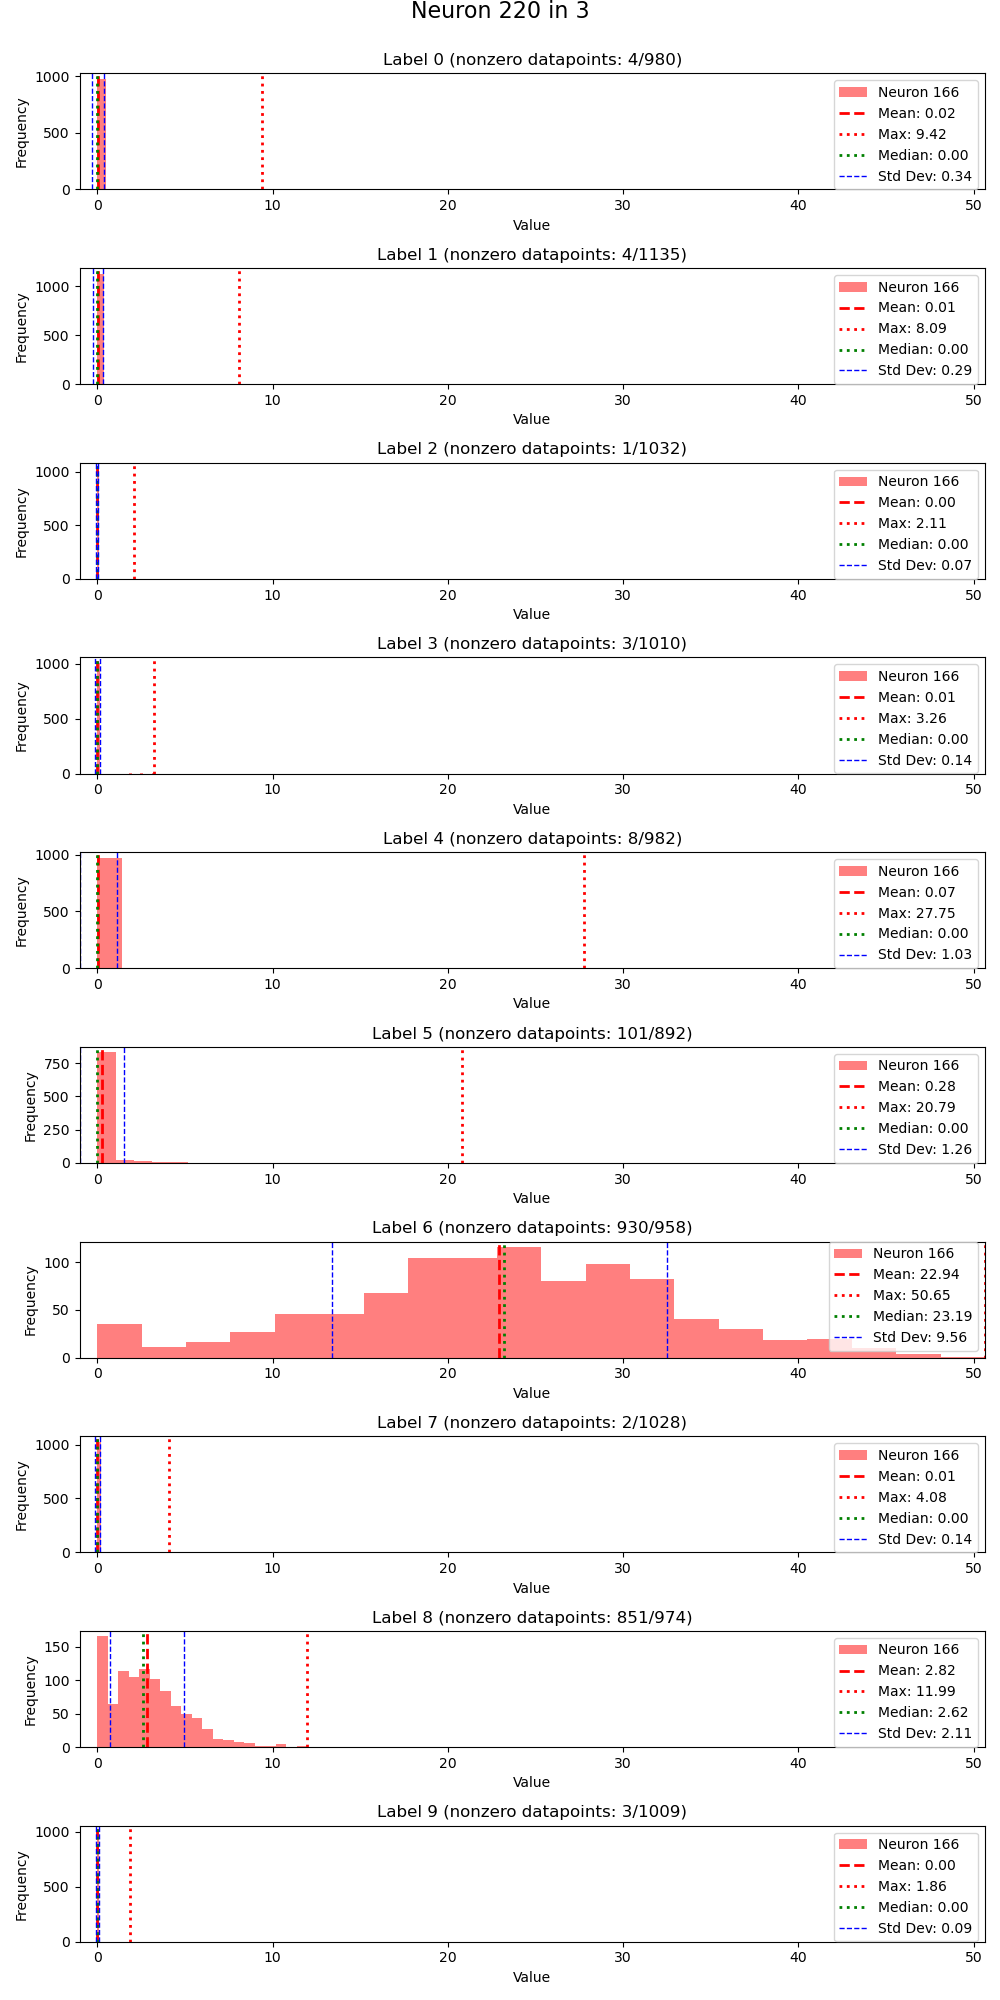 Neuron 220 in 3
Label 0 (nonzero datapoints: 4/980)
Frequency
1000
500
0
Neuron 166
Mean: 0.02
Max: 9.42
Median: 0.00
Std Dev: 0.34
0 10 20 30 40 50
Value
Label 1 (nonzero datapoints: 4/1135)
Frequency
1000
500
0
Neuron 166
Mean: 0.01
Max: 8.09
Median: 0.00
Std Dev: 0.29
0 10 20 30 40 50
Value
Label 2 (nonzero datapoints: 1/1032)
Frequency
1000
500
0
Neuron 166
Mean: 0.00
Max: 2.11
Median: 0.00
Std Dev: 0.07
0 10 20 30 40 50
Value
Label 3 (nonzero datapoints: 3/1010)
Frequency
1000
500
0
Neuron 166
Mean: 0.01
Max: 3.26
Median: 0.00
Std Dev: 0.14
0 10 20 30 40 50
Value
Label 4 (nonzero datapoints: 8/982)
Frequency
1000
500
0
Neuron 166
Mean: 0.07
Max: 27.75
Median: 0.00
Std Dev: 1.03
0 10 20 30 40 50
Value
Label 5 (nonzero datapoints: 101/892)
Frequency
750
500
250
0
Neuron 166
Mean: 0.28
Max: 20.79
Median: 0.00
Std Dev: 1.26
0 10 20 30 40 50
Value
Label 6 (nonzero datapoints: 930/958)
Frequency
100
50
0
Neuron 166
Mean: 22.94
Max: 50.65
Median: 23.19
Std Dev: 9.56
0 10 20 30 40 50
Value
Label 7 (nonzero datapoints: 2/1028)
Frequency
1000
500
0
Neuron 166
Mean: 0.01
Max: 4.08
Median: 0.00
Std Dev: 0.14
0 10 20 30 40 50
Value
Label 8 (nonzero datapoints: 851/974)
Frequency
150
100
50
0
Neuron 166
Mean: 2.82
Max: 11.99
Median: 2.62
Std Dev: 2.11
0 10 20 30 40 50
Value
Label 9 (nonzero datapoints: 3/1009)
Frequency
1000
500
0
Neuron 166
Mean: 0.00
Max: 1.86
Median: 0.00
Std Dev: 0.09
0 10 20 30 40 50
Value